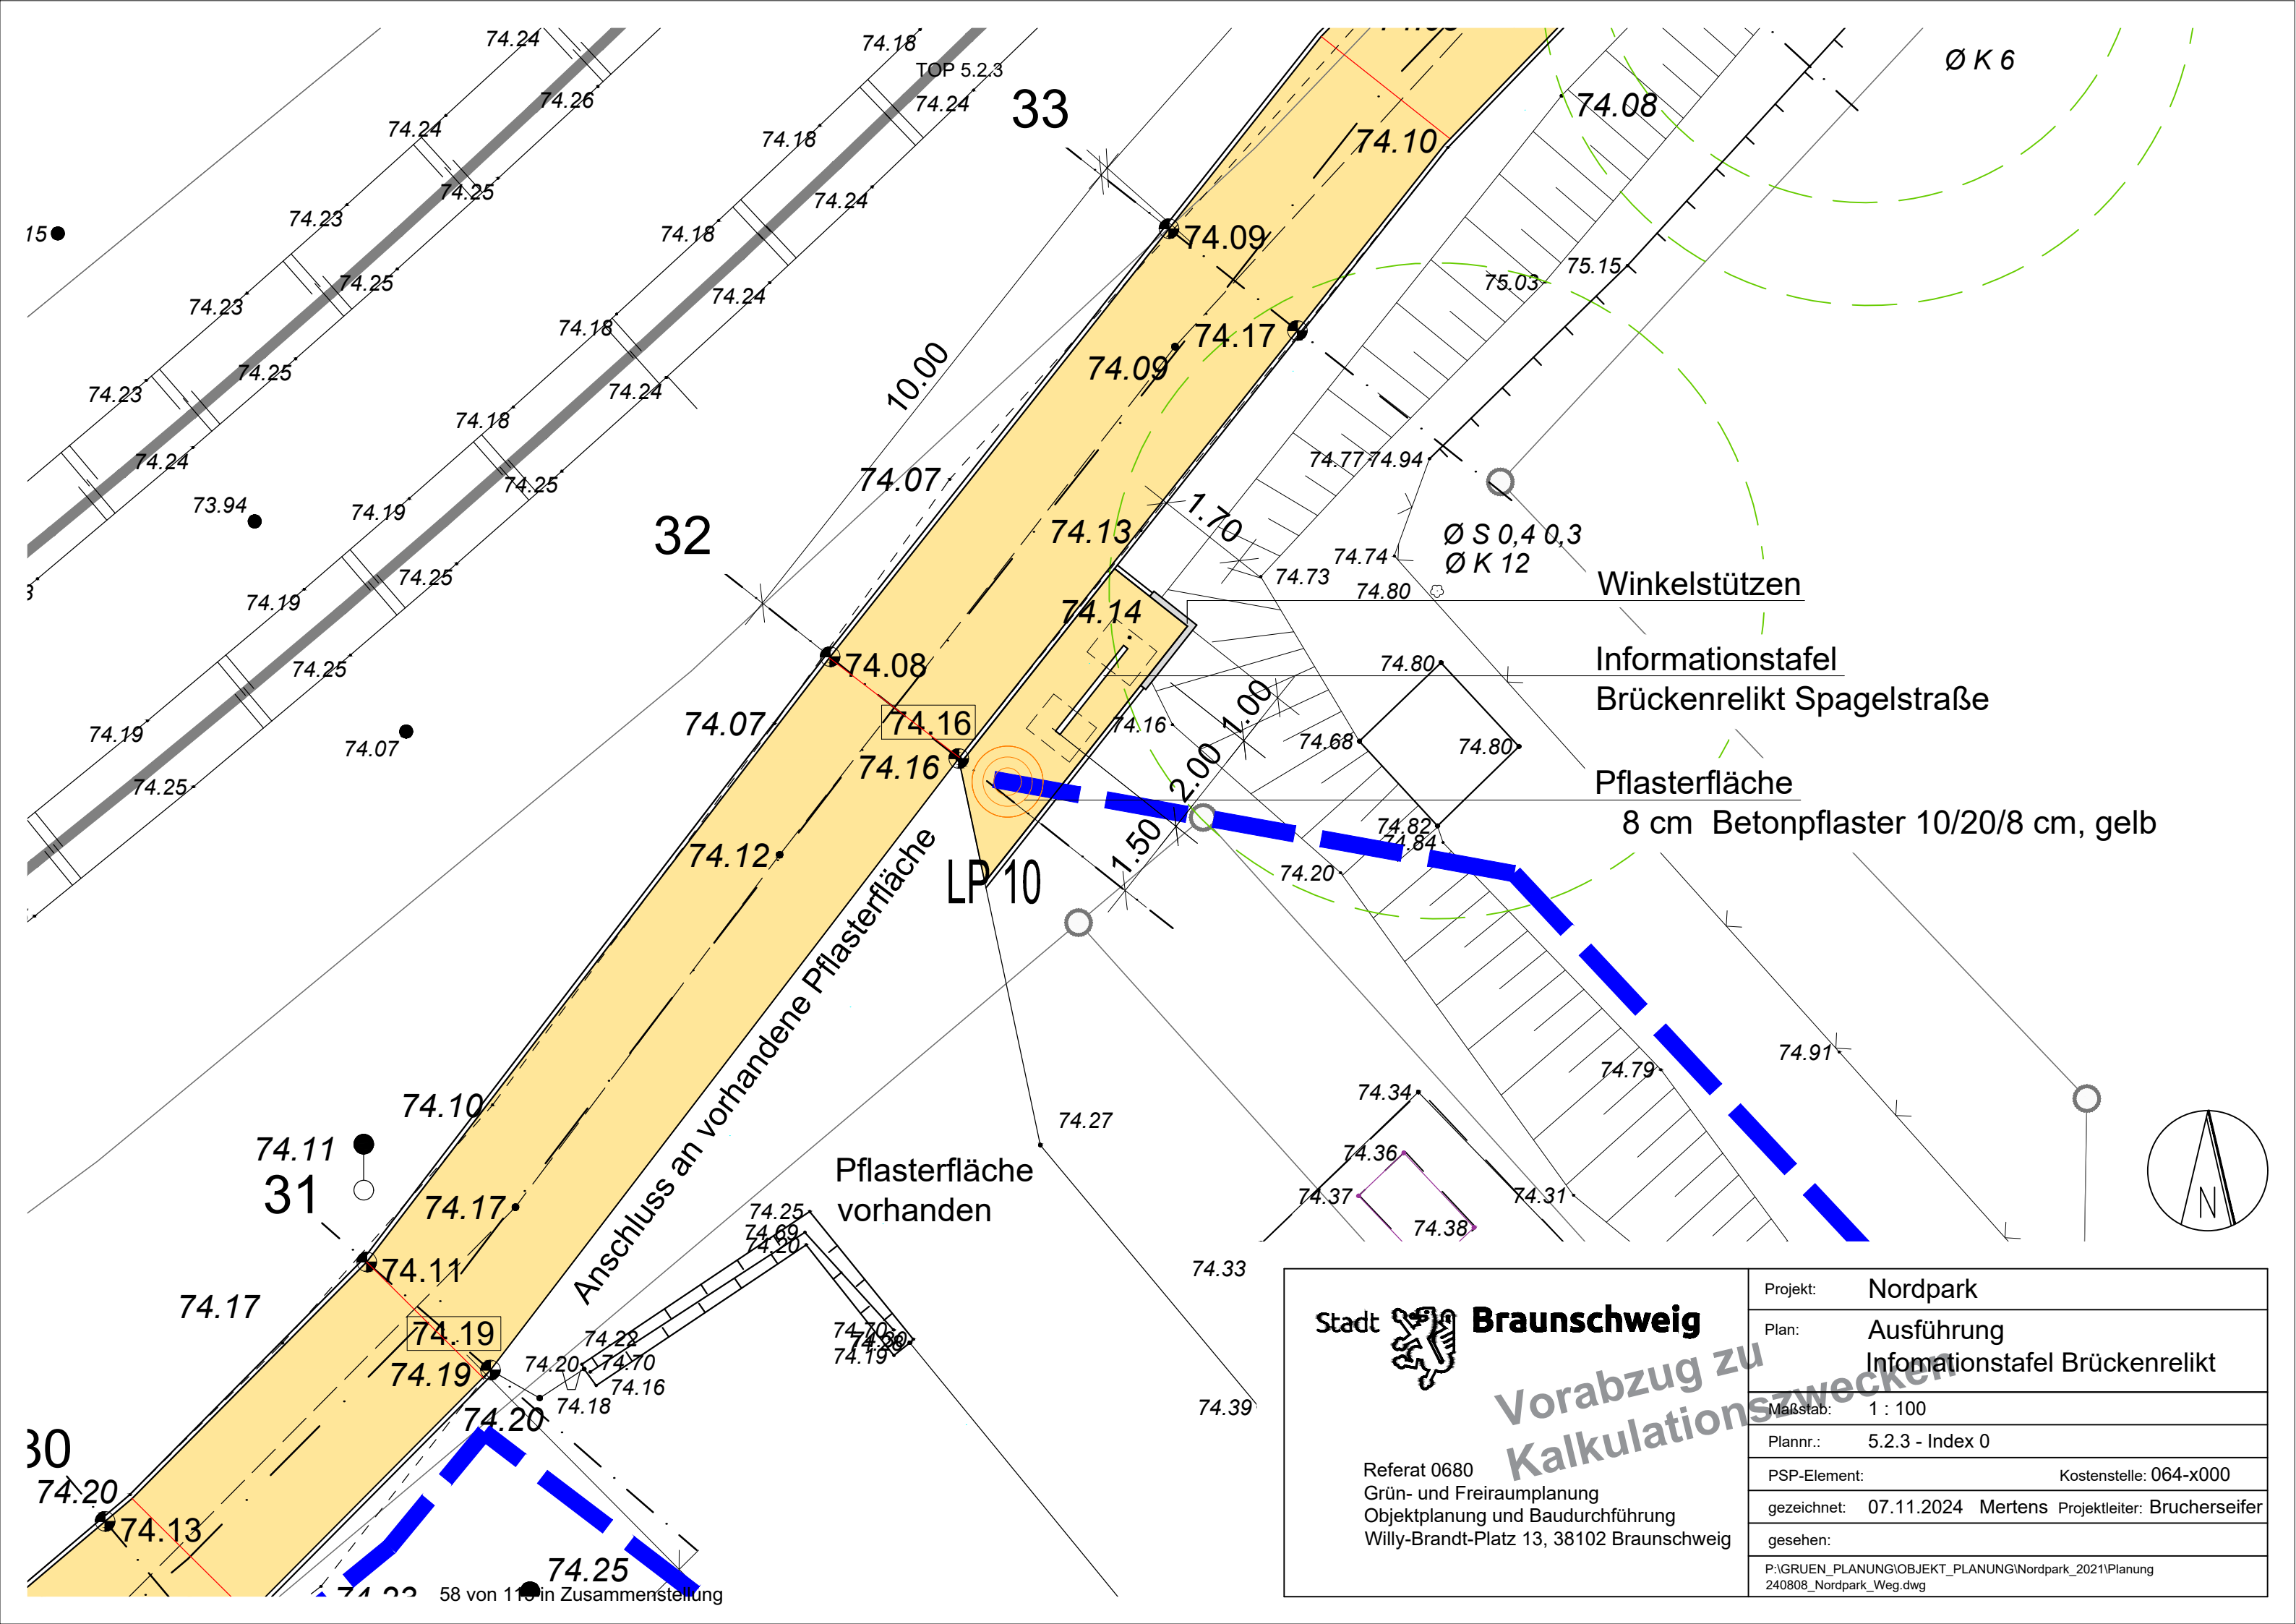 74.24
74.18
TOP 5.2.3
Ø K 6
74.26
74.24
33
74.08
74.24
74.18
74.10
74.25
74.24
74.23
74.18
74.09
75.15
74.25
74.24
75.03
74.23
74.18
74.17
74.09
10.00
74.25
74.24
74.23
74.18
74.07
74.77
74.94
74.24
74.25
73.94
74.19
32
74.13
1.70
Ø S 0,4 0,3
Ø K 12
74.74
74.73
74.80
Winkelstützen
74.25
74.19
74.14
Informationstafel
Brückenrelikt Spagelstraße
74.25
74.08
74.80
74.07
74.16
74.16
1.00
74.68
74.80
74.19
74.07
74.16
2.00
Pflasterfläche
8 cm Betonpflaster 10/20/8 cm, gelb
74.25
74.12
1.50
74.82
74.84
74.20
LP 10
Anschluss an vorhandene Pflasterfläche
74.91
74.79
74.10
74.34
74.27
74.11
31
74.36
Pflasterfläche
vorhanden
74.37
74.31
74.38
74.17
74.25
74.69
74.20
74.11
74.33
74.17
74.19
74.22
74.70
74.19
74.20
74.70
74.16
74.19
74.18
74.39
74.20
74.20
74.13
74.25
N
Stadt Braunschweig
Vorabzug zu
Kalkulationszwecken
Referat 0680
Grün- und Freiraumplanung
Objektplanung und Baudurchführung
Willy-Brandt-Platz 13, 38102 Braunschweig
Projekt: Nordpark
Plan: Ausführung
Infomationstafel Brückenrelikt
Maßstab: 1 : 100
Plannr.: 5.2.3 - Index 0
PSP-Element: Kostenstelle: 064-x000
gezeichnet: 07.11.2024 Mertens Projektleiter: Brucherseifer
gesehen:
P:\GRUEN_PLANUNG\OBJEKT_PLANUNG\Nordpark_2021\Planung
240808_Nordpark_Weg.dwg
58 von in Zusammenstellung